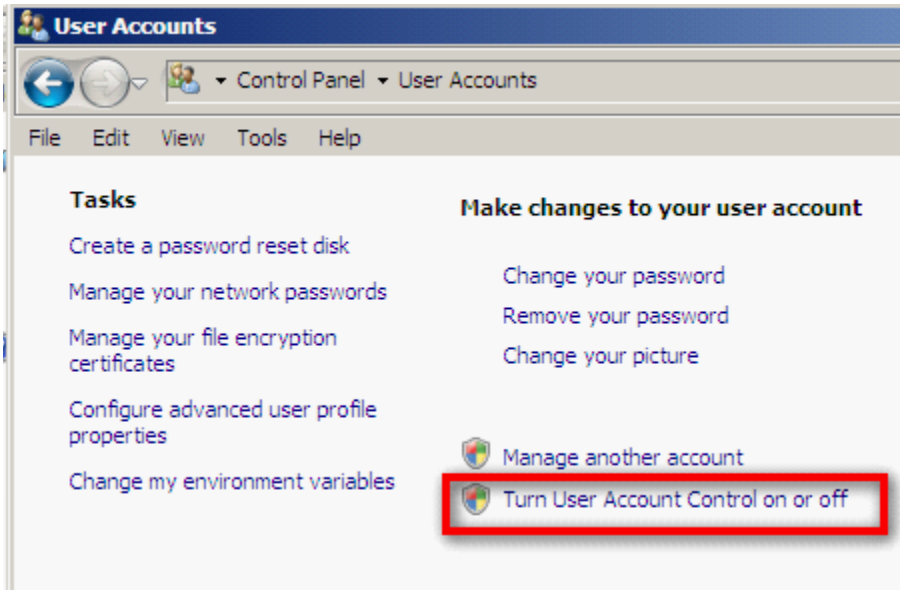 User Accounts
Control Panel User Accounts
File Edit View Tools Help
Tasks
Create a password reset disk
Manage your network passwords
Manage your file encryption
certificates
Configure advanced user profile
properties
Change my environment variables
Make changes to your user account
Change your password
Remove your password
Change your picture
Manage another account
Turn User Account Control on or off